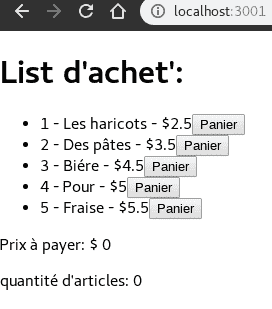 localhost:3001
List d'achet':
1 - Les haricots - $2.5 Panier
2 - Des pâtes - $3.5 Panier
3 - Biére - $4.5 Panier
4 - Pour - $5 Panier
5 - Fraise - $5.5 Panier
Prix à payer: $ 0
quantité d'articles: 0